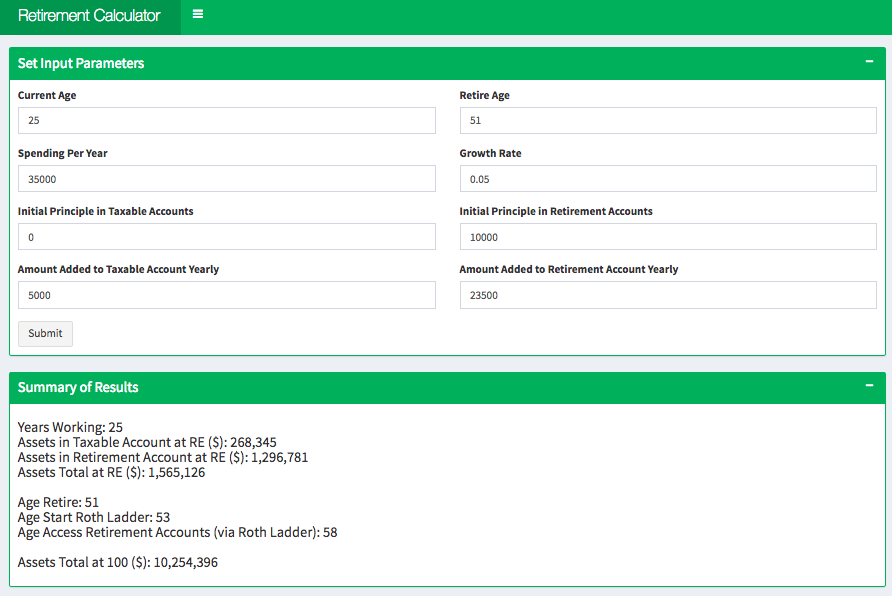 Retirement Calculator
Set Input Parameters
Current Age
Retire Age
25
51
Spending Per Year
Growth Rate
35000
0.05
Initial Principle in Taxable Accounts
Initial Principle in Retirement Accounts
0
10000
Amount Added to Taxable Account Yearly
Amount Added to Retirement Account Yearly
5000
23500
Submit
Summary of Results
Years Working: 25
Assets in Taxable Account at RE ($): 268,345
Assets in Retirement Account at RE ($): 1,296,781
Assets Total at RE ($): 1,565,126
Age Retire: 51
Age Start Roth Ladder: 53
Age Access Retirement Accounts (via Roth Ladder): 58
Assets Total at 100 ($): 10,254,396